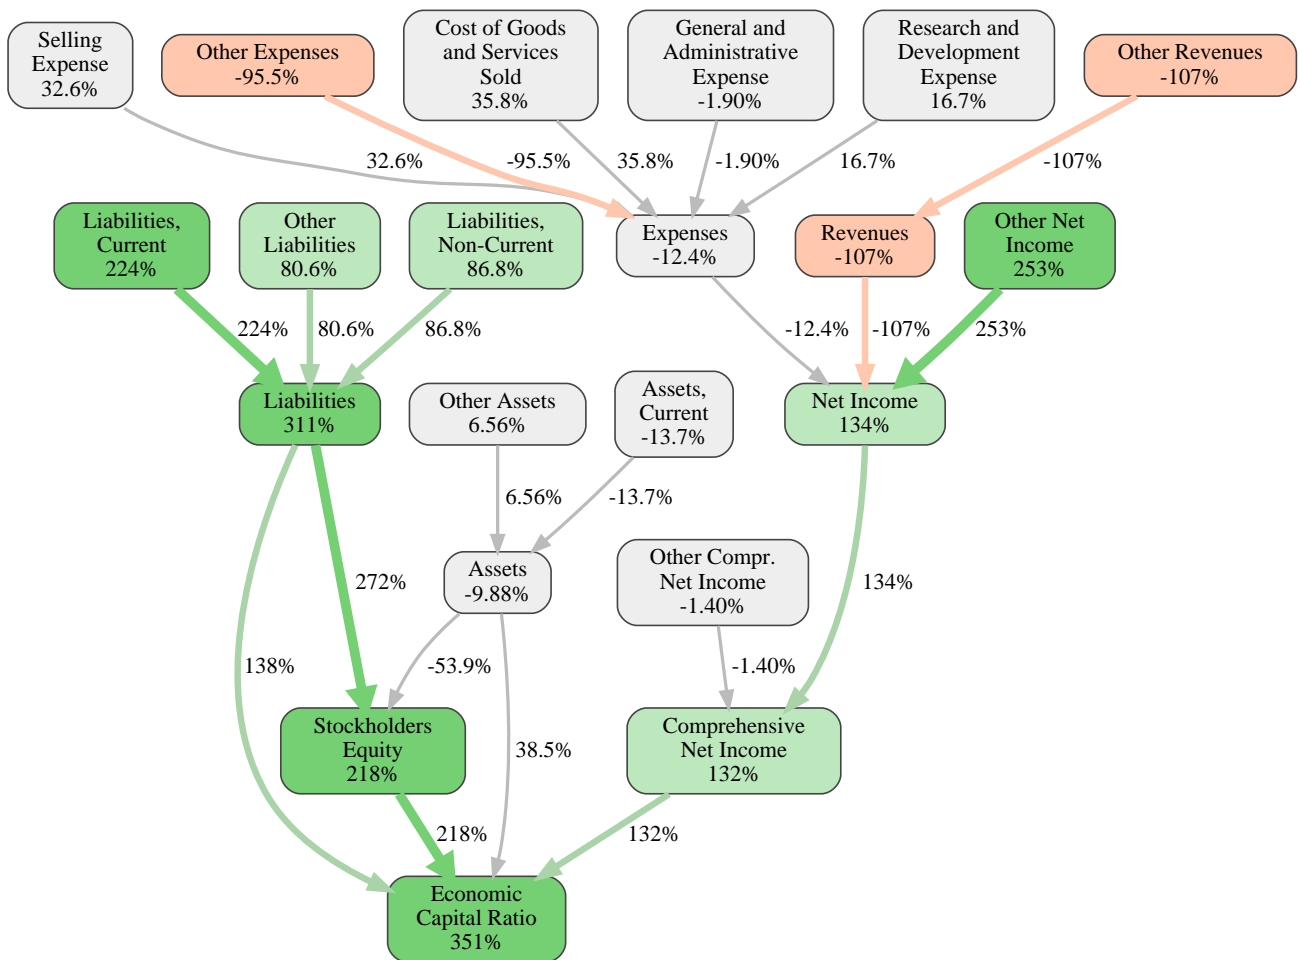 Selling
Expense
32.6%
Other Expenses
-95.5%
Cost of Goods
and Services
Sold
35.8%
General and
Administrative
Expense
-1.90%
Research and
Development
Expense
16.7%
Other Revenues
-107%
32.6%
-95.5%
35.8%
-1.90%
16.7%
-107%
Liabilities,
Current
224%
Other
Liabilities
80.6%
Liabilities,
Non-Current
86.8%
Expenses
-12.4%
Revenues
-107%
Other Net
Income
253%
224%
80.6%
86.8%
-12.4%
-107%
253%
Liabilities
311%
Other Assets
6.56%
Assets,
Current
-13.7%
Net Income
134%
6.56%
-13.7%
Assets
-9.88%
Other Compr.
Net Income
-1.40%
272%
134%
138%
-53.9%
-1.40%
Stockholders
Equity
218%
38.5%
Comprehensive
Net Income
132%
218%
132%
Economic
Capital Ratio
351%